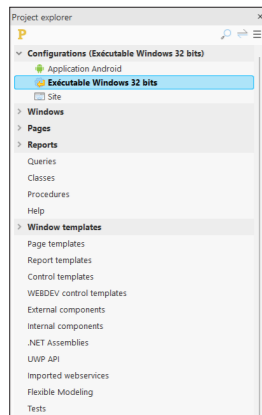 Project explorer
Configurations (Exécutable Windows 32 bits)
Application Android
Exécutable Windows 32 bits
Site
Windows
Pages
Reports
Queries
Classes
Procedures
Help
Window templates
Page templates
Report templates
Control templates
WEBDEV control templates
External components
Internal components
.NET Assemblies
UWP API
Imported webservices
Flexible Modeling
Tests